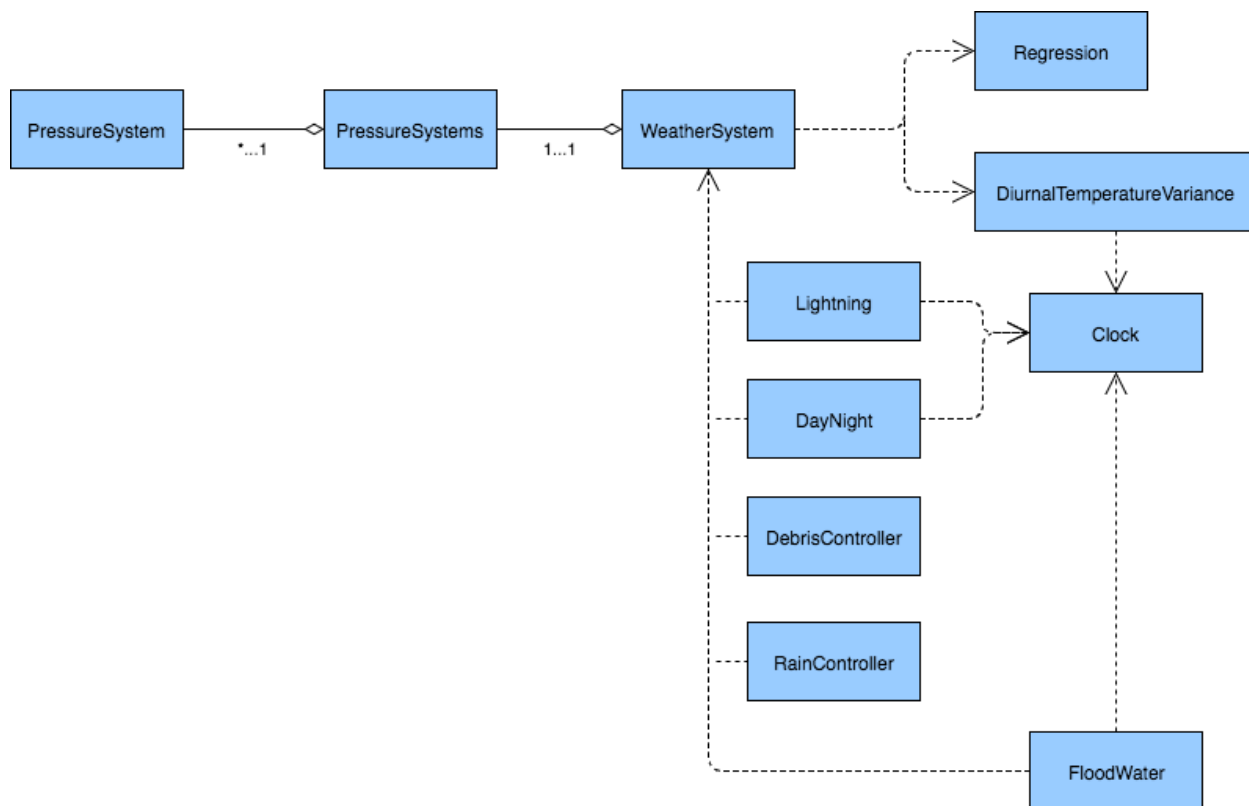 Regression
PressureSystem
*...1
PressureSystems
1...1
WeatherSystem
DiurnalTemperatureVariance
Lightning
Clock
DayNight
DebrisController
RainController
FloodWater